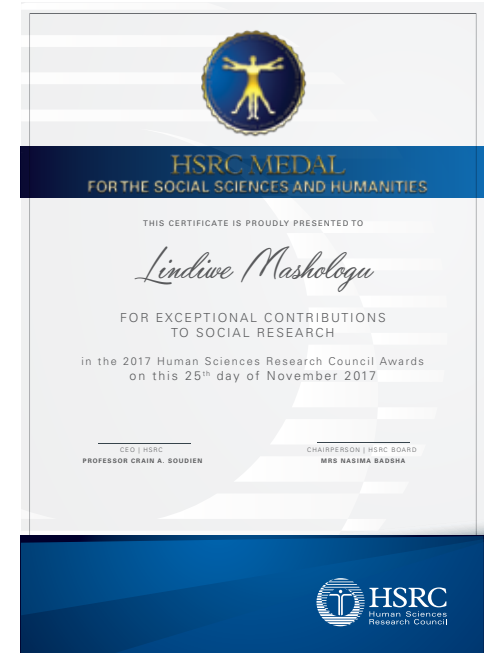 HSRC MEDAL
FOR THE SOCIAL SCIENCES AND HUMANITIES
THIS CERTIFICATE IS PROUDLY PRESENTED TO
Lindiwe Mashologu
FOR EXCEPTIONAL CONTRIBUTIONS
TO SOCIAL RESEARCH
in the 2017 Human Sciences Research Council Awards
on this 25th day of November 2017
CEO | HSRC
PROFESSOR CRAIN A. SOUDIEN
CHAIRPERSON | HSRC BOARD
MRS NASIMA BADSHA
HSRC
Human Sciences
Research Council